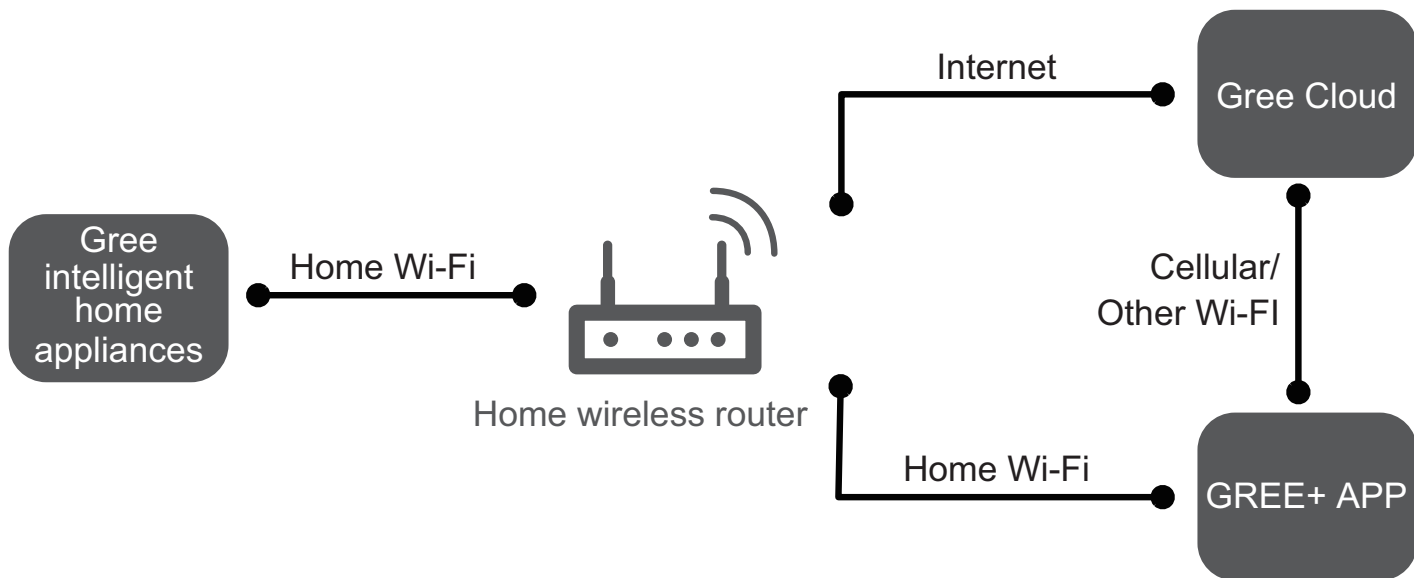 Internet
Gree Cloud
Gree
intelligent
home
appliances
Home Wi-Fi
Cellular/
Other Wi-FI
Home wireless router
Home Wi-Fi
GREE+ APP